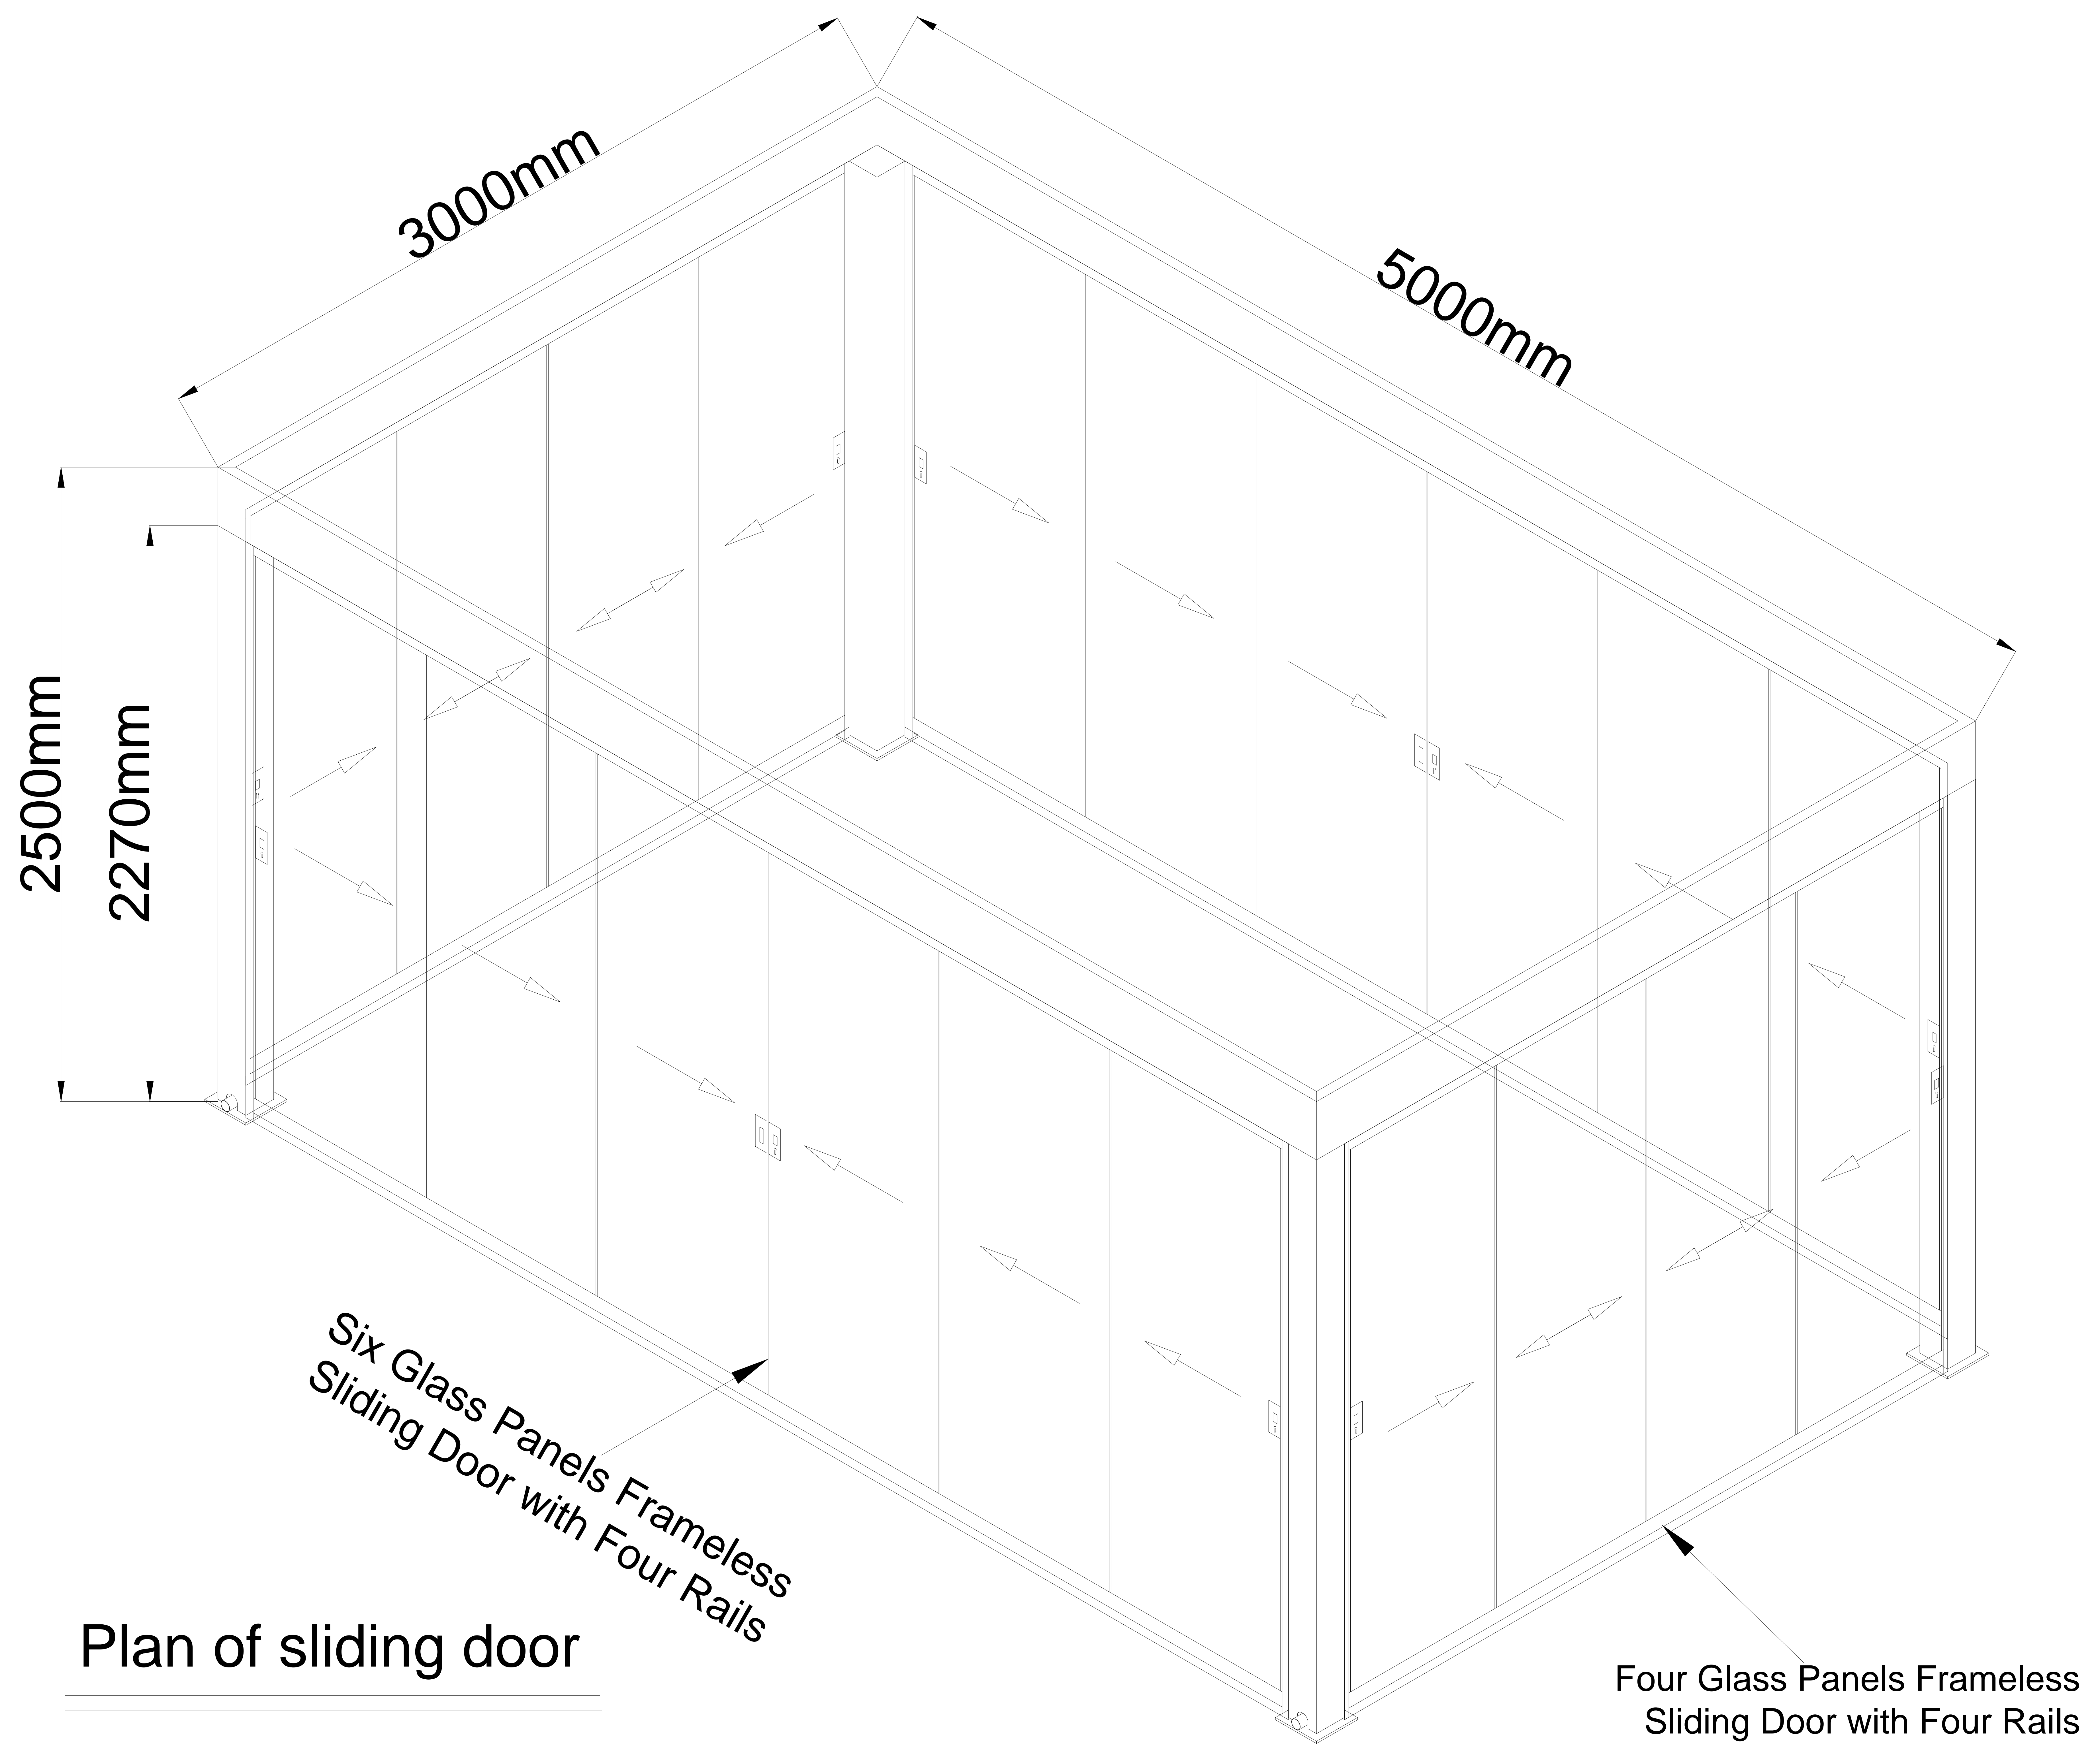 3000mm
5000mm
2500mm
2270mm
Six Glass Panels Frameless
Sliding Door with Four Rails
Plan of sliding door
Four Glass Panels Frameless
Sliding Door with Four Rails